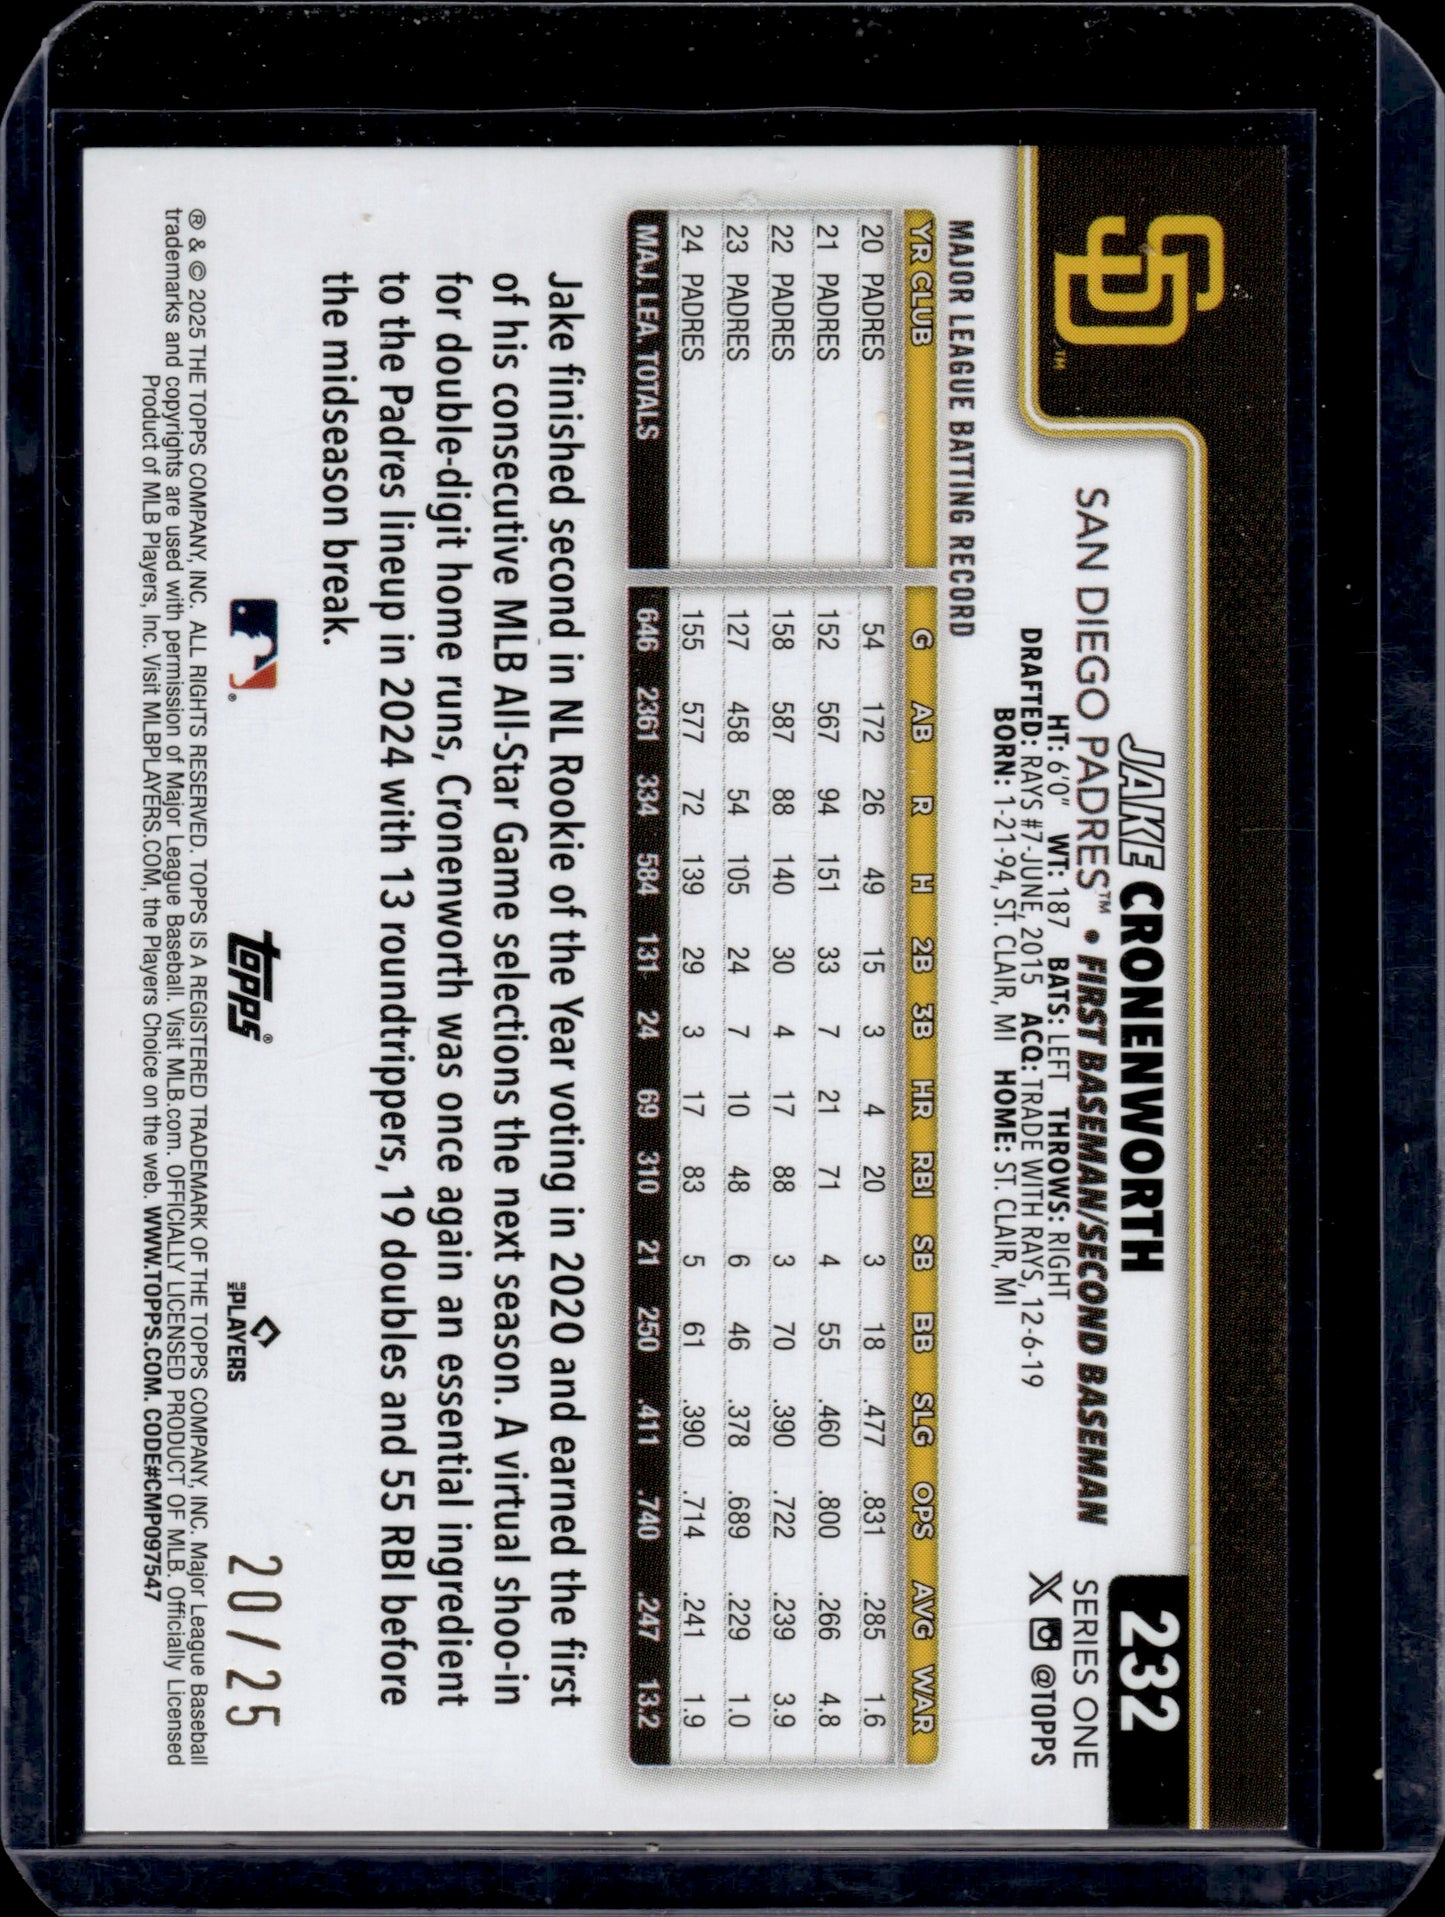 SD™
JAKE CRONENWORTH
232
SAN DIEGO PADRES™ • FIRST BASEMAN/SECOND BASEMAN
SERIES ONE
HT: 6'0" WT: 187 BATS: LEFT THROWS: RIGHT
X @TOPPS
DRAFTED: RAYS #7-JUNE, 2015 ACQ: TRADE WITH RAYS, 12-6-19
BORN: 1-21-94, ST. CLAIR, MI HOME: ST. CLAIR, MI
MAJOR LEAGUE BATTING RECORD
YR CLUB G AB R H 2B 3B HR RBI SB BB SLG OPS AVG WAR
20 PADRES 54 172 26 49 15 3 4 20 3 18 .477 .831 .285 1.6
21 PADRES 152 567 94 151 33 7 21 71 4 55 .460 .800 .266 4.8
22 PADRES 158 587 88 140 30 4 17 88 3 70 .390 .722 .239 3.9
23 PADRES 127 458 54 105 24 7 10 48 6 46 .378 .689 .229 1.0
24 PADRES 155 577 72 139 29 3 17 83 5 61 .390 .714 .241 1.9
MAJ. LEA. TOTALS 646 2361 334 584 131 24 69 310 21 250 .411 .740 .247 13.2
Jake finished second in NL Rookie of the Year voting in 2020 and earned the first
of his consecutive MLB All-Star Game selections the next season. A virtual shoo-in
for double-digit home runs, Cronenworth was once again an essential ingredient
to the Padres lineup in 2024 with 13 roundtrippers, 19 doubles and 55 RBI before
the midseason break.
topps®
MLB PLAYERS
20/25
® & © 2025 THE TOPPS COMPANY, INC. ALL RIGHTS RESERVED. TOPPS IS A REGISTERED TRADEMARK OF THE TOPPS COMPANY, INC. Major League Baseball
trademarks and copyrights are used with permission of Major League Baseball. Visit MLB.com. OFFICIALLY LICENSED PRODUCT OF MLB. Officially Licensed
Product of MLB Players, Inc. Visit MLBPLAYERS.COM, the Players Choice on the web. WWW.TOPPS.COM. CODE#CMP097547